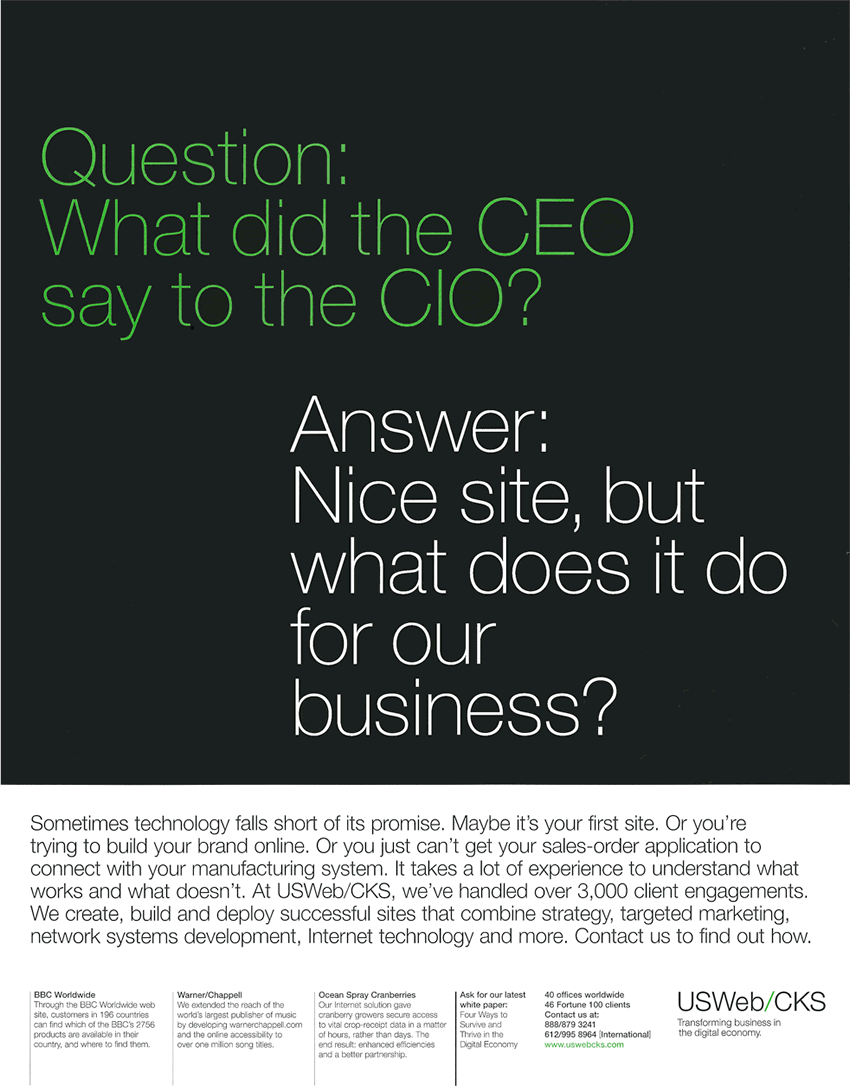 Question:
What did the CEO
say to the CIO?
Answer:
Nice site, but
what does it do
for our
business?
Sometimes technology falls short of its promise. Maybe it's your first site. Or you're
trying to build your brand online. Or you just can't get your sales-order application to
connect with your manufacturing system. It takes a lot of experience to understand what
works and what doesn't. At USWeb/CKS, we've handled over 3,000 client engagements.
We create, build and deploy successful sites that combine strategy, targeted marketing,
network systems development, Internet technology and more. Contact us to find out how.
BBC Worldwide
Through the BBC Worldwide web
site, customers in 196 countries
can find which of the BBC's 2756
products are available in their
country, and where to find them.
Warner/Chappell
We extended the reach of the
world's largest publisher of music
by developing warnerchappell.com
and the online accessibility to
over one million song titles.
Ocean Spray Cranberries
Our Internet solution gave
cranberry growers secure access
to vital crop-receipt data in a matter
of hours, rather than days. The
end result: enhanced efficiencies
and a better partnership.
Ask for our latest
white paper:
Four Ways to
Survive and
Thrive in the
Digital Economy
40 offices worldwide
46 Fortune 100 clients
Contact us at:
888/879 3241
612/995 8964 [International]
www.uswebcks.com
USWeb/CKS
Transforming business in
the digital economy.